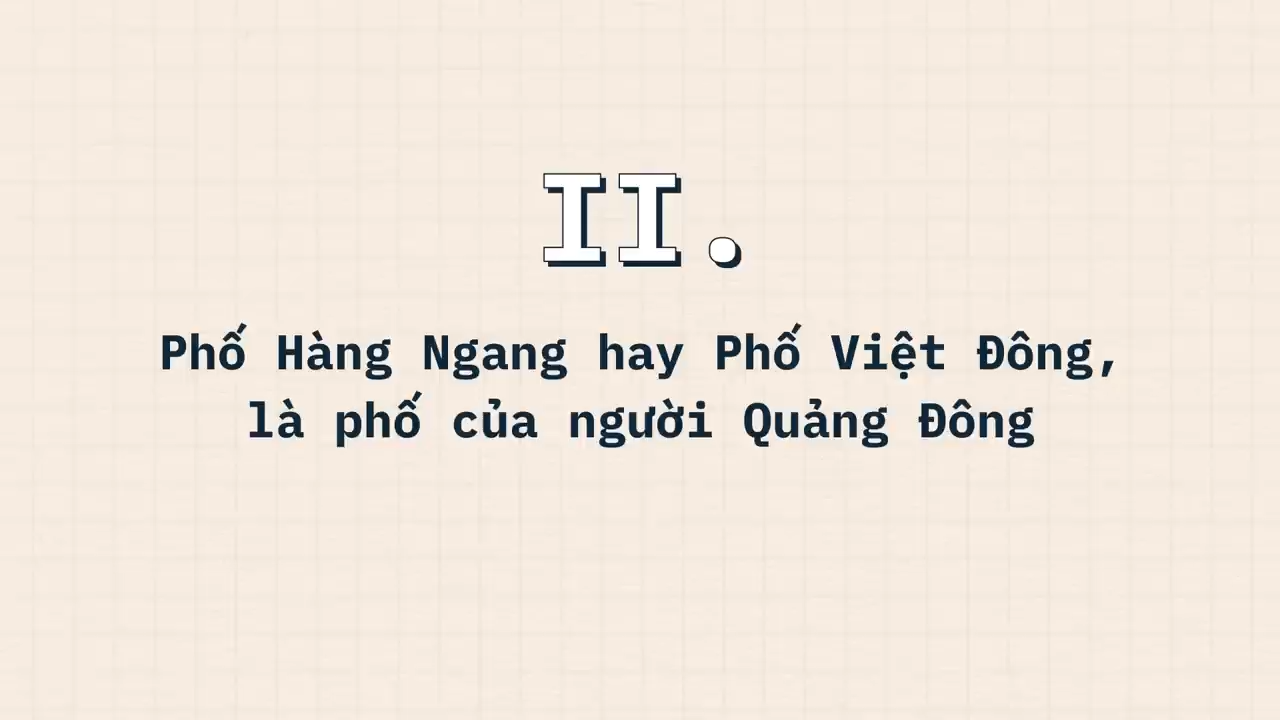 II.
Phố Hàng Ngang hay Phố Việt Đông,
là phố của người Quảng Đông